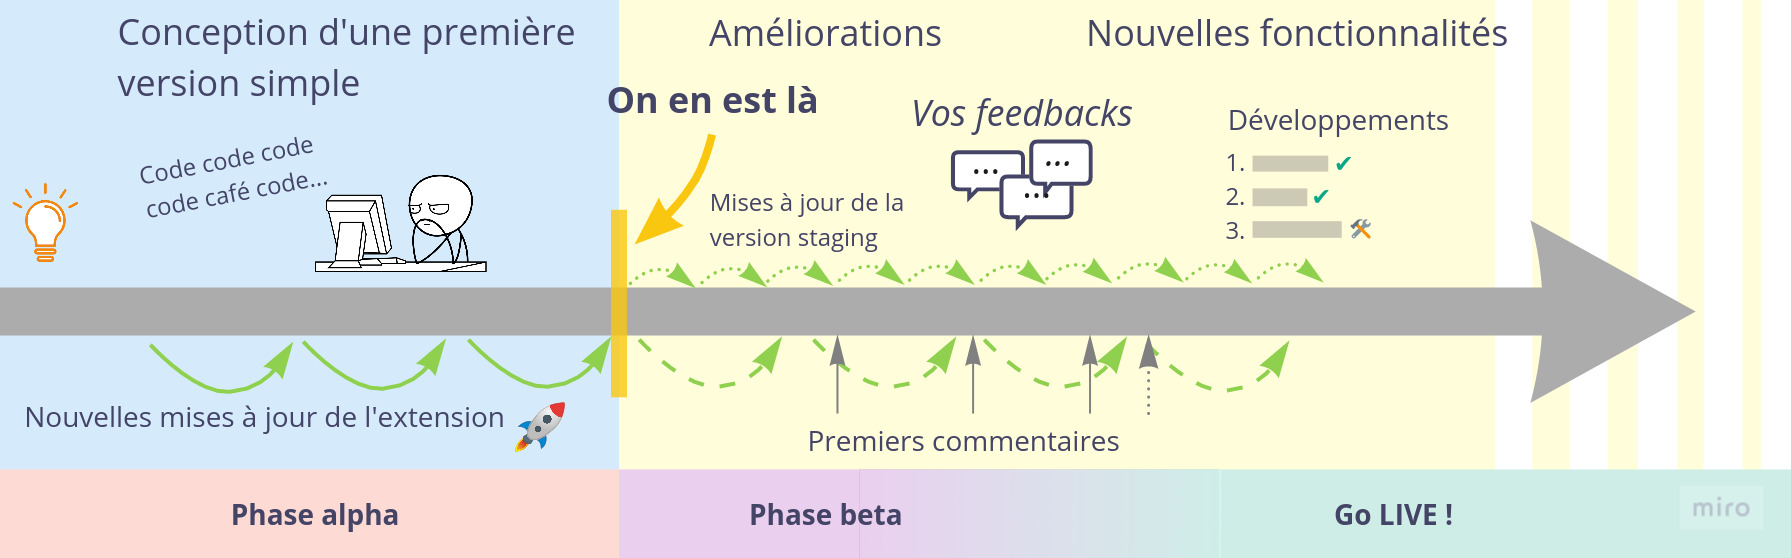 Conception d'une première
version simple
Améliorations
Nouvelles fonctionnalités
On en est là
Code code code
code café code...
Vos feedbacks
Mises à jour de la
version staging
Développements
1.
2.
3.
Nouvelles mises à jour de l'extension
Premiers commentaires
Phase alpha
Phase beta
Go LIVE !
miro